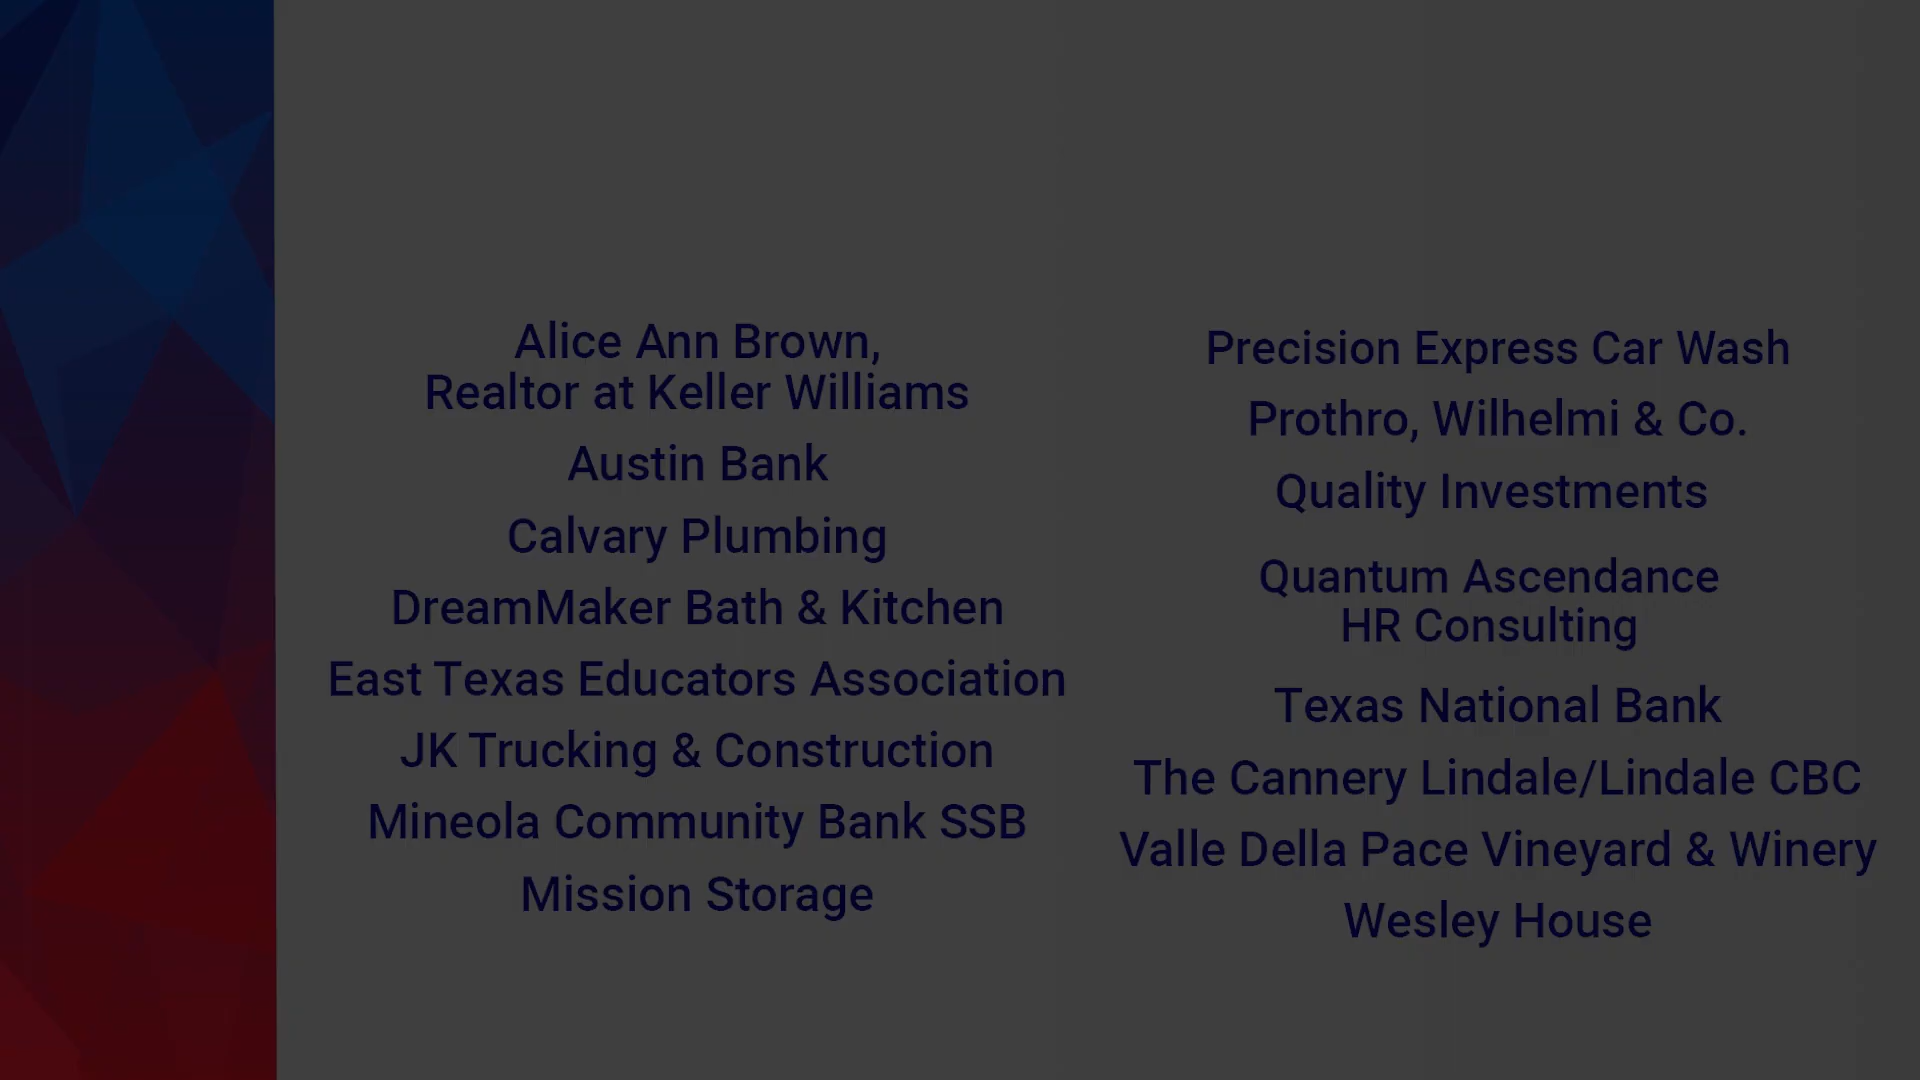 Alice Ann Brown,
Realtor at Keller Williams
Austin Bank
Calvary Plumbing
DreamMaker Bath & Kitchen
East Texas Educators Association
JK Trucking & Construction
Mineola Community Bank SSB
Mission Storage
Precision Express Car Wash
Prothro, Wilhelmi & Co.
Quality Investments
Quantum Ascendance
HR Consulting
Texas National Bank
The Cannery Lindale/Lindale CBC
Valle Della Pace Vineyard & Winery
Wesley House